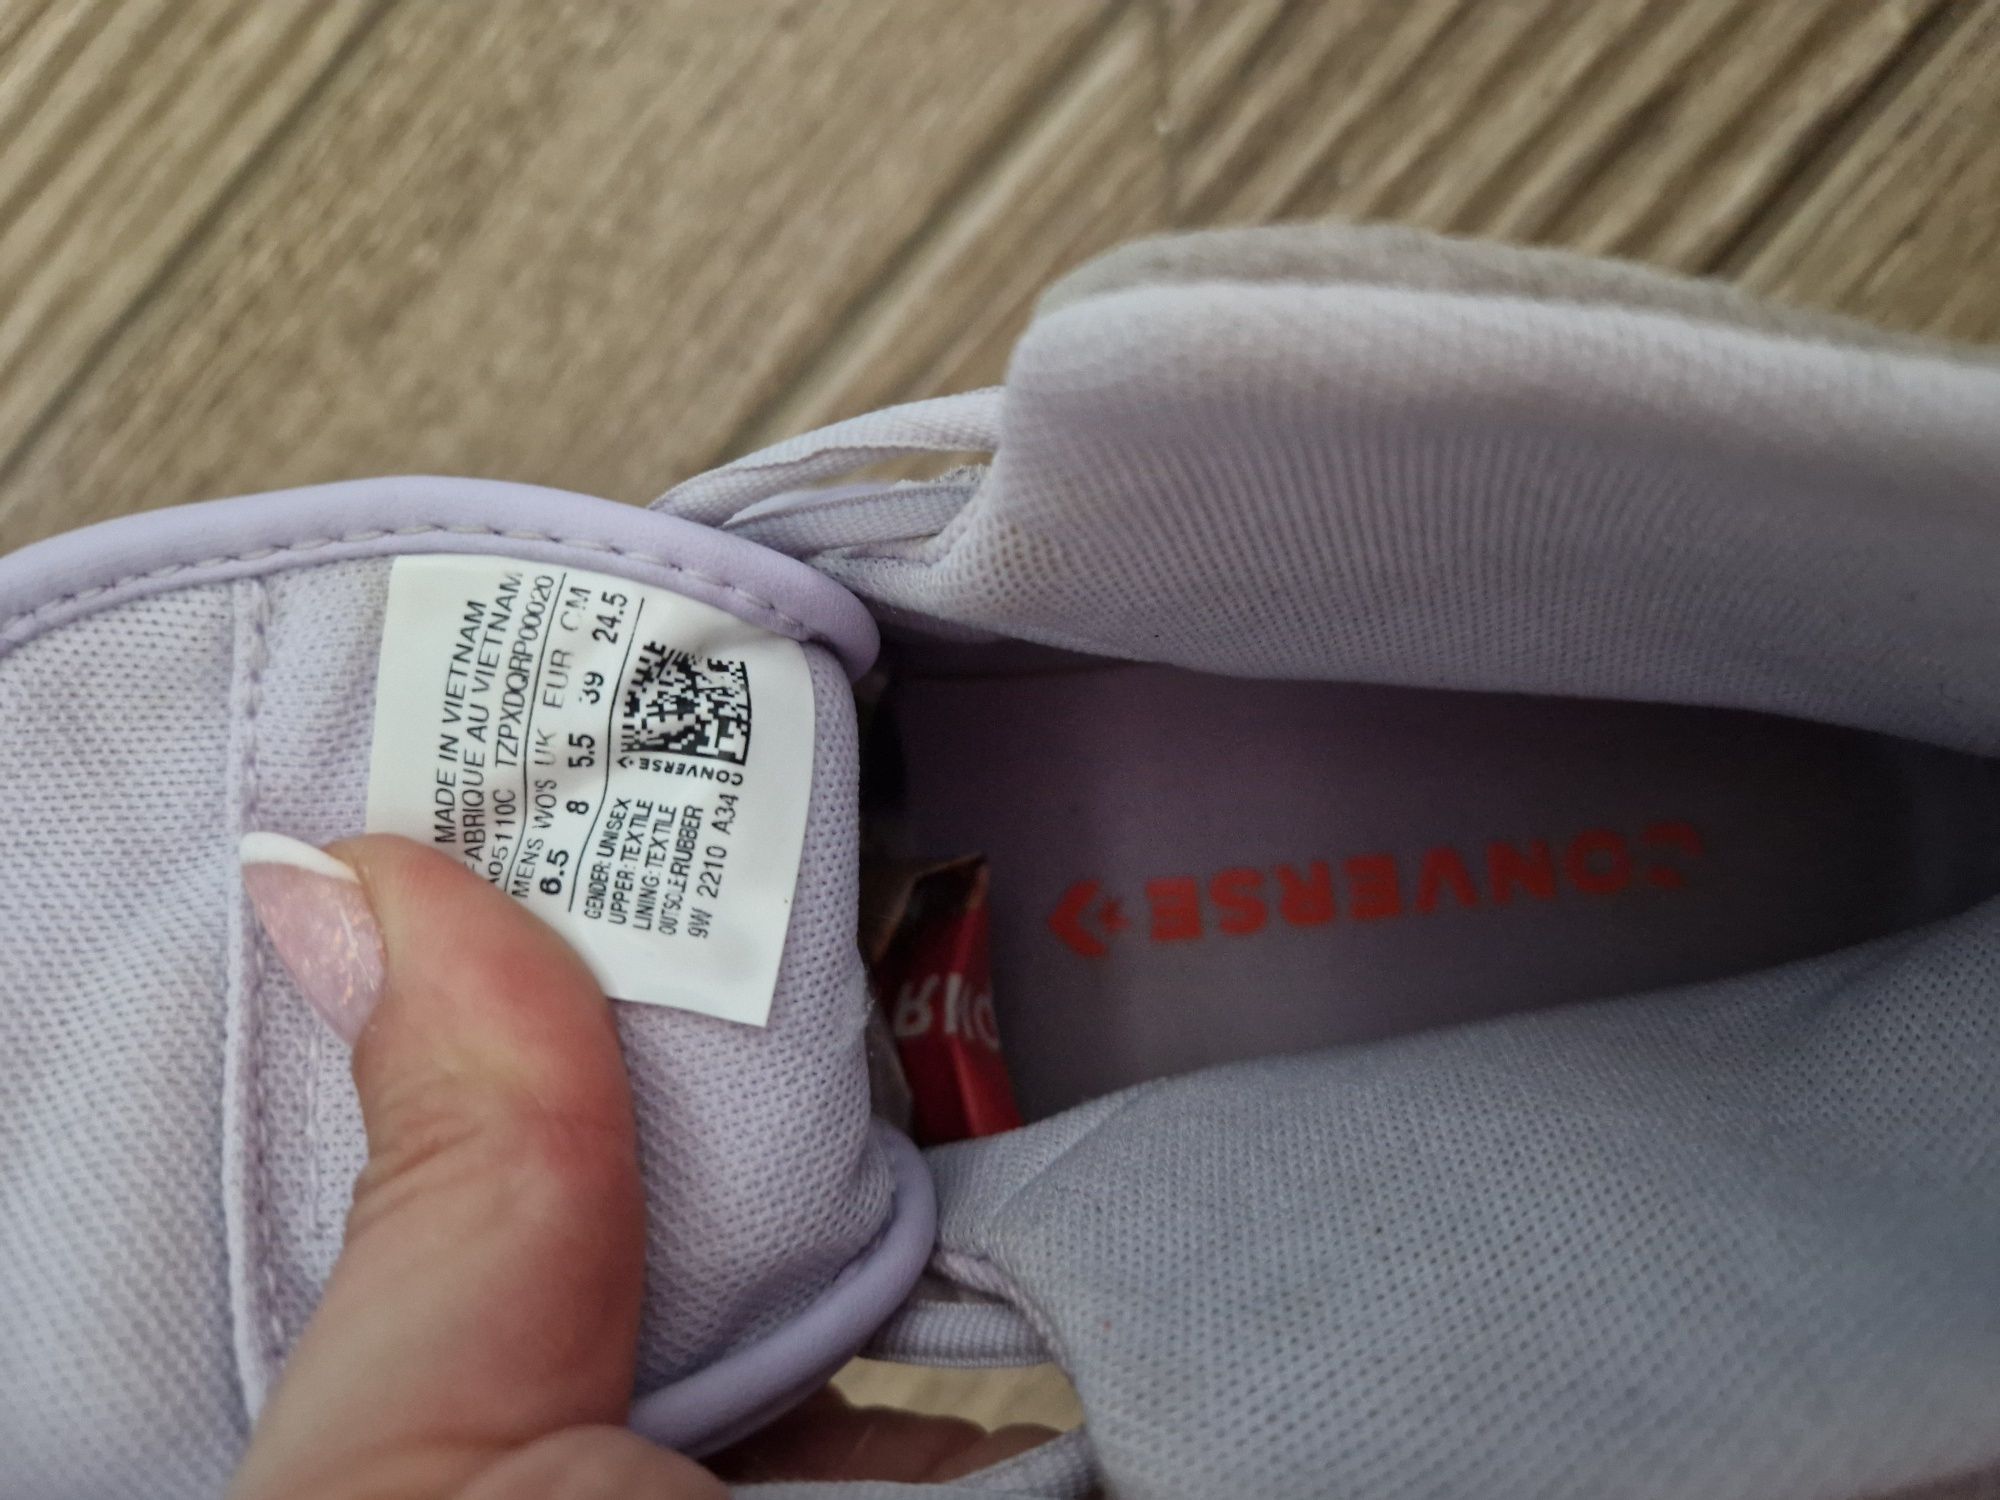 MADE IN VIETNAM
FABRIQUE AU VIETNAM
A05110C TZPXDQRP00020
MENS WO'S UK EUR CM
6.5 8 5.5 39 24.5
GENDER: UNISEX
UPPER: TEXTILE
LINING: TEXTILE
OUTSOLE:RUBBER
9W 2210 A34
CONVERSE
CONVERSE